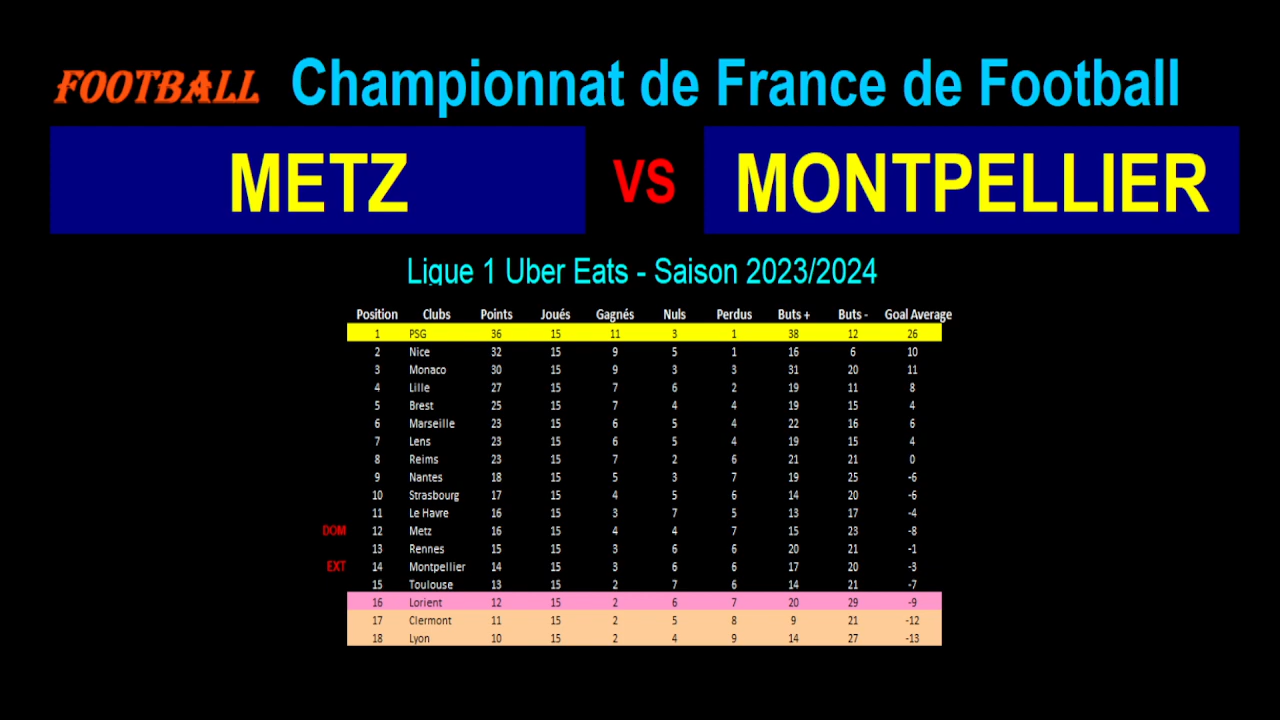 FOOTBALL Championnat de France de Football
METZ VS MONTPELLIER
Ligue 1 Uber Eats - Saison 2023/2024
Position Clubs Points Joués Gagnés Nuls Perdus Buts + Buts - Goal Average
1 PSG 36 15 11 3 1 38 12 26
2 Nice 32 15 9 5 1 16 6 10
3 Monaco 30 15 9 3 3 31 20 11
4 Lille 27 15 7 6 2 19 11 8
5 Brest 25 15 7 4 4 19 15 4
6 Marseille 23 15 6 5 4 22 16 6
7 Lens 23 15 6 5 4 19 15 4
8 Reims 23 15 7 2 6 21 21 0
9 Nantes 18 15 5 3 7 19 25 -6
10 Strasbourg 17 15 4 5 6 14 20 -6
11 Le Havre 16 15 3 7 5 13 17 -4
DOM 12 Metz 16 15 4 4 7 15 23 -8
13 Rennes 15 15 3 6 6 20 21 -1
EXT 14 Montpellier 14 15 3 6 6 17 20 -3
15 Toulouse 13 15 2 7 6 14 21 -7
16 Lorient 12 15 2 6 7 20 29 -9
17 Clermont 11 15 2 5 8 9 21 -12
18 Lyon 10 15 2 4 9 14 27 -13